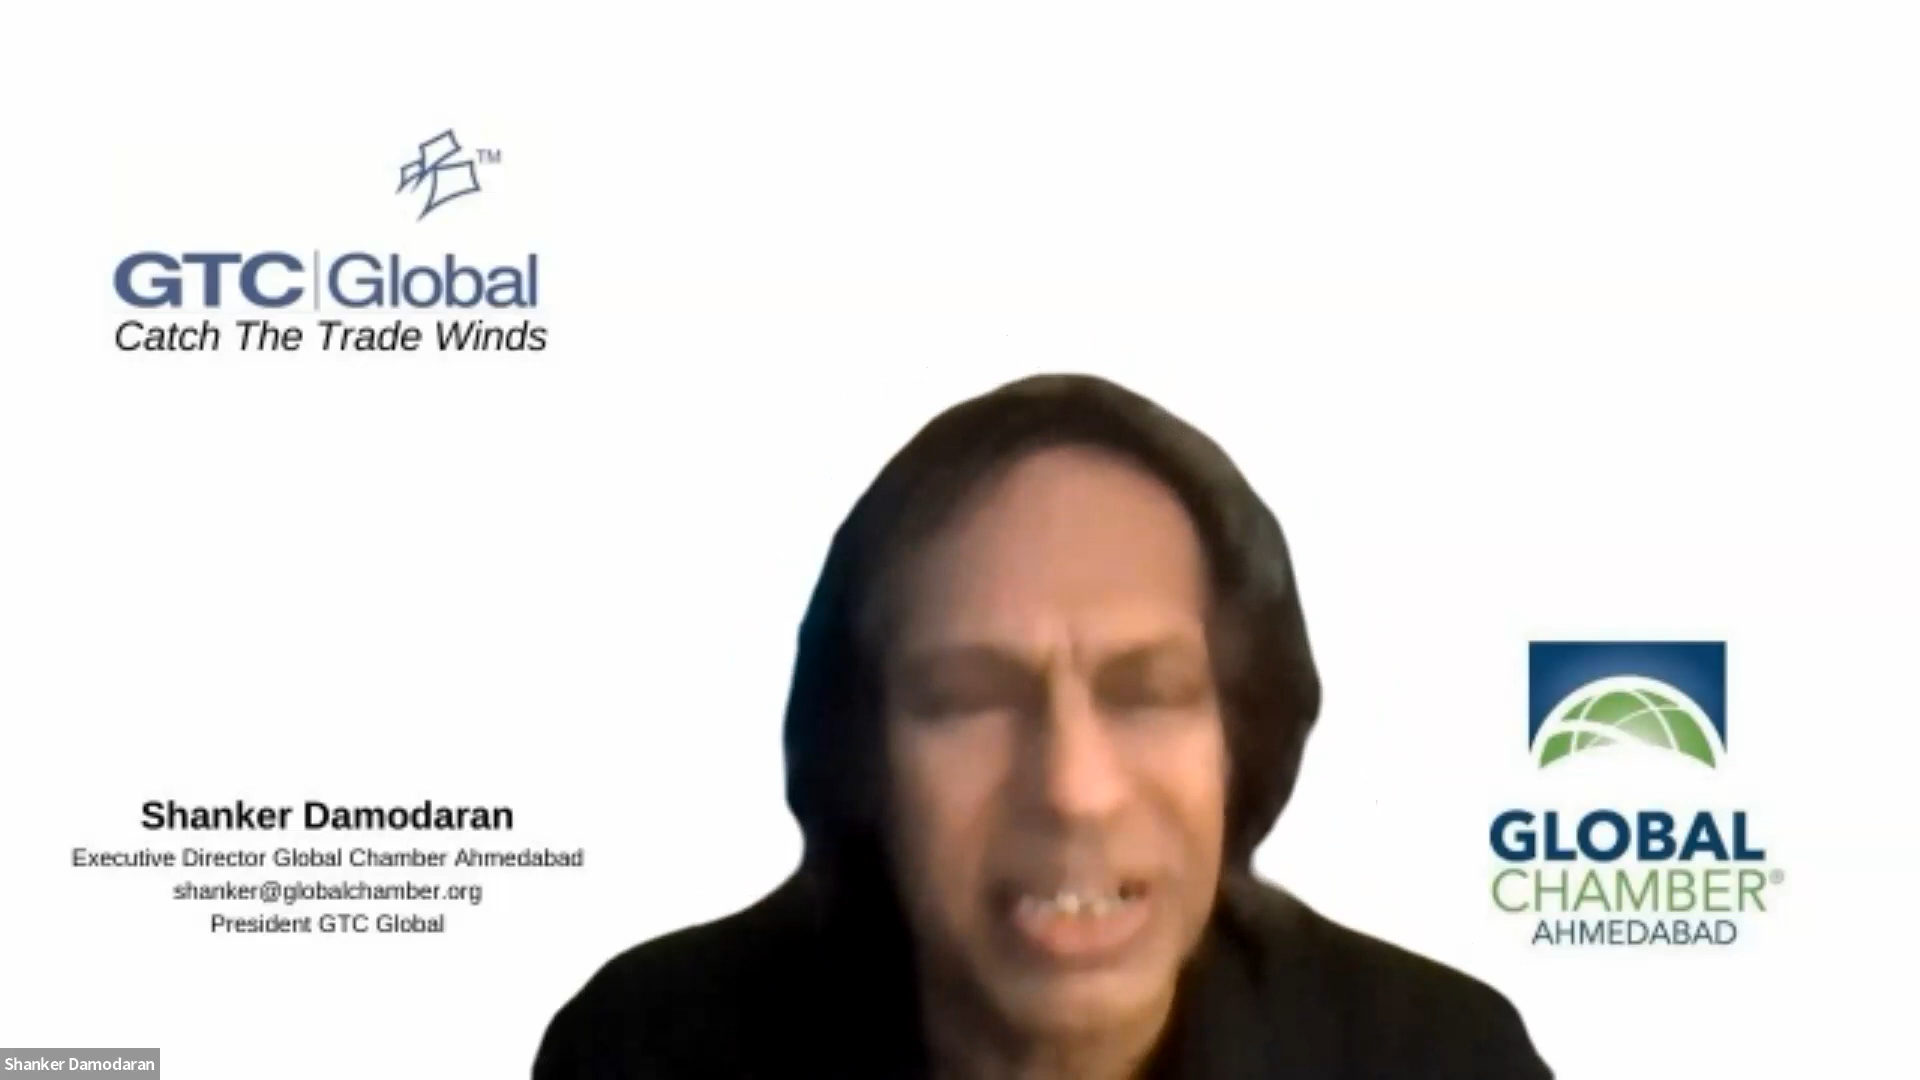 TM
GTC|Global
Catch The Trade Winds
Shanker Damodaran
Executive Director Global Chamber Ahmedabad
shanker@globalchamber.org
President GTC Global
GLOBAL
CHAMBER®
AHMEDABAD
Shanker Damodaran